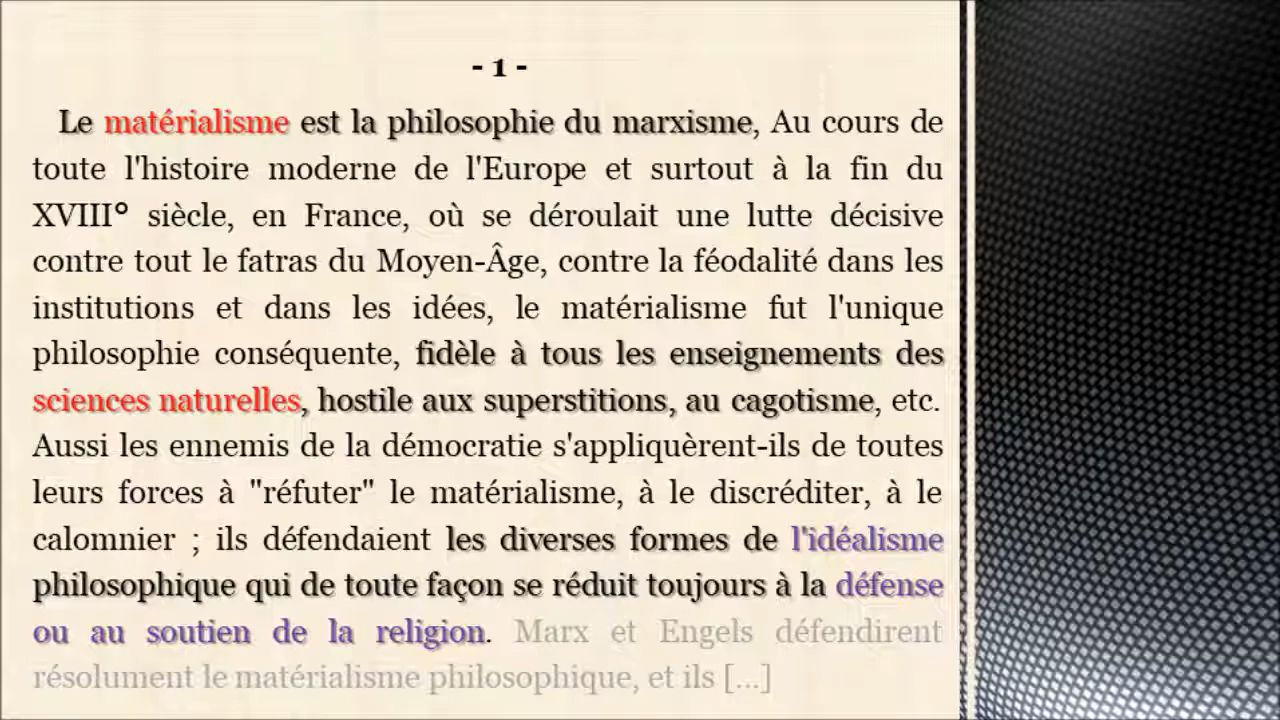 - 1 -
Le matérialisme est la philosophie du marxisme, Au cours de
toute l'histoire moderne de l'Europe et surtout à la fin du
XVIII° siècle, en France, où se déroulait une lutte décisive
contre tout le fatras du Moyen-Âge, contre la féodalité dans les
institutions et dans les idées, le matérialisme fut l'unique
philosophie conséquente, fidèle à tous les enseignements des
sciences naturelles, hostile aux superstitions, au cagotisme, etc.
Aussi les ennemis de la démocratie s'appliquèrent-ils de toutes
leurs forces à "réfuter" le matérialisme, à le discréditer, à le
calomnier ; ils défendaient les diverses formes de l'idéalisme
philosophique qui de toute façon se réduit toujours à la défense
ou au soutien de la religion. Marx et Engels défendirent
résolument le matérialisme philosophique, et ils [...]